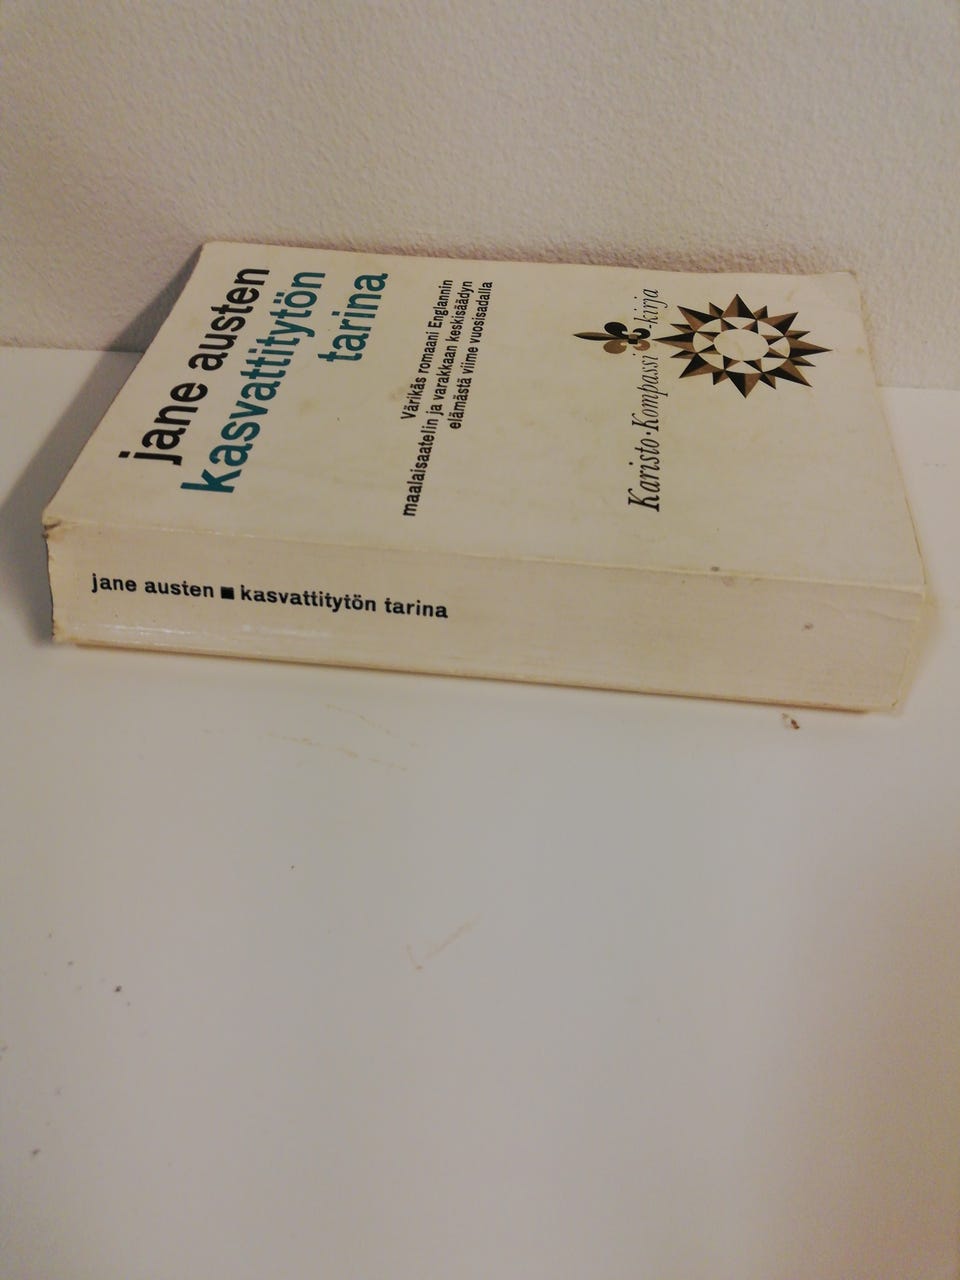 jane austen
kasvattitytön
tarina
Värikäs romaani Englannin
maalaisaatelin ja varakkaan keskisäädyn
elämästä viime vuosisadalla
Karisto-Kompassi-kirja
jane austen ■ kasvattitytön tarina